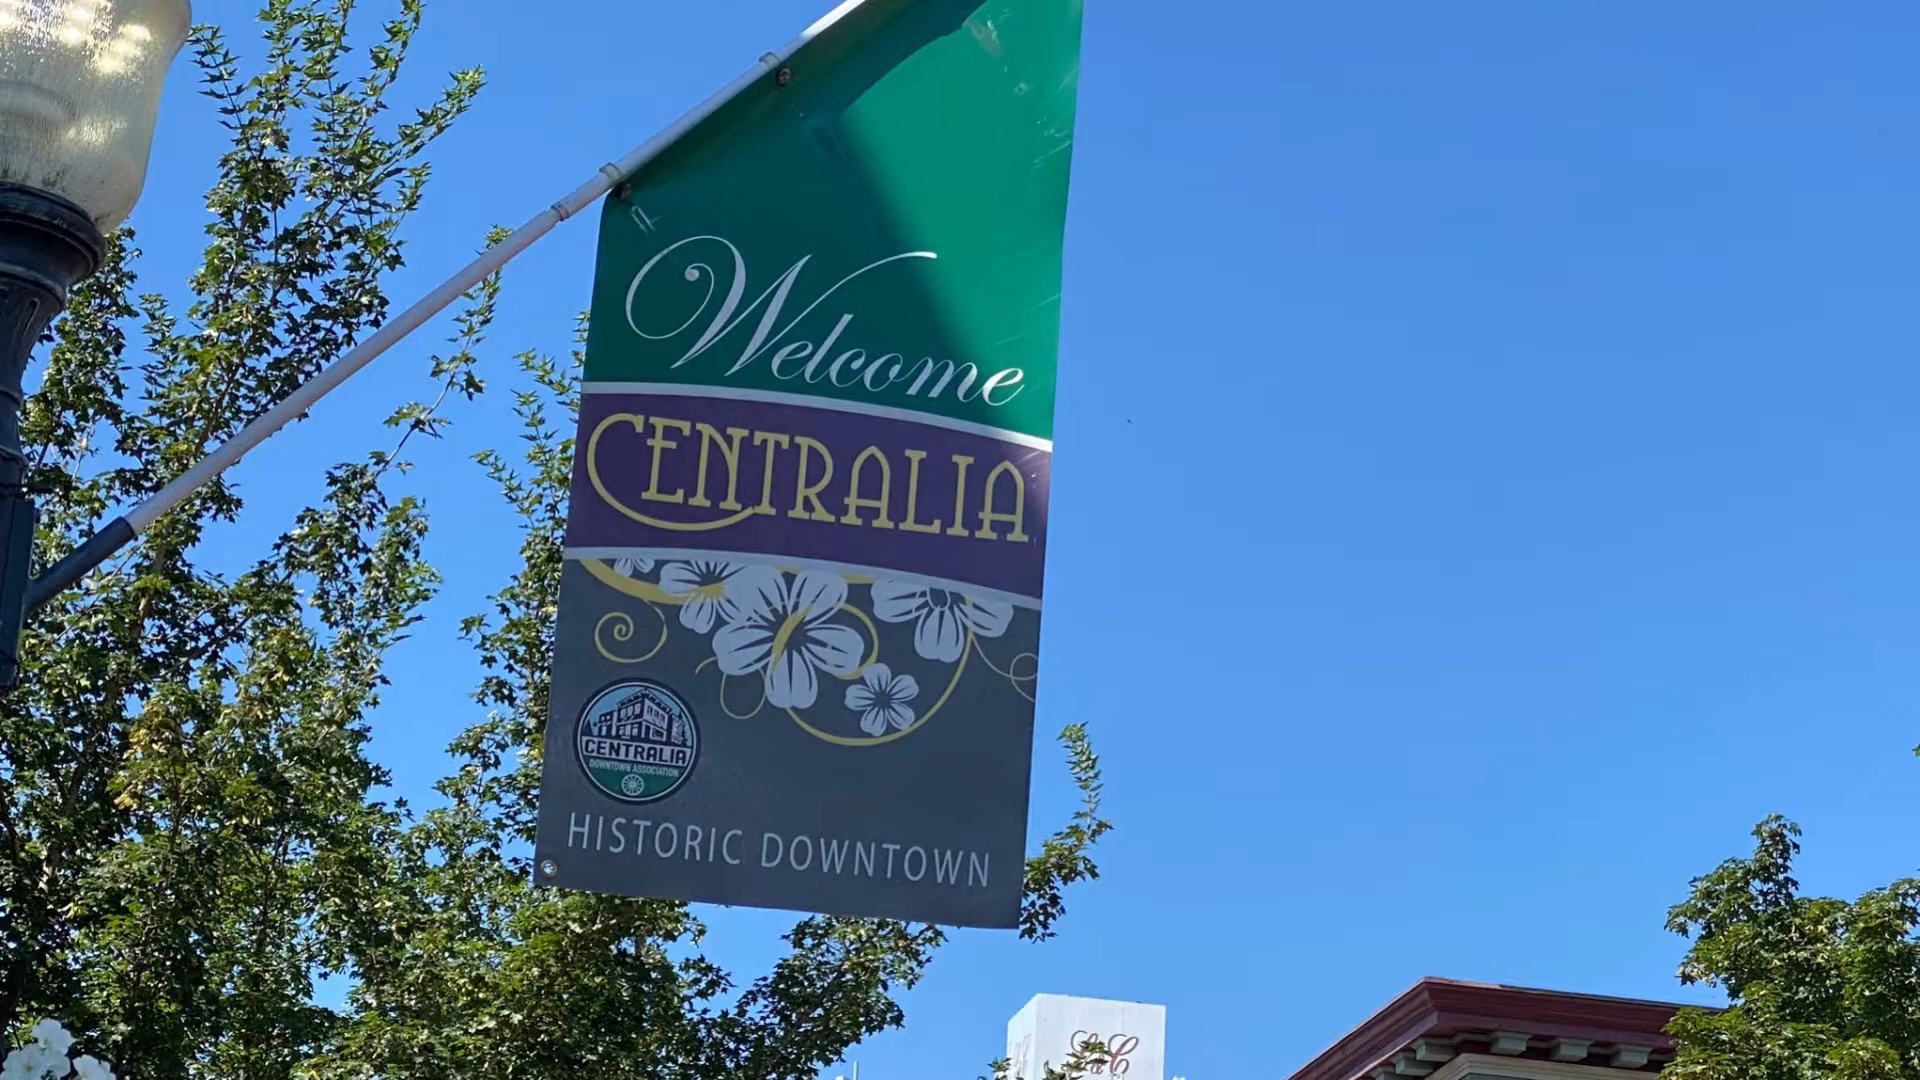 Welcome
CENTRALIA
CENTRALIA
DOWNTOWN ASSOCIATION
HISTORIC DOWNTOWN